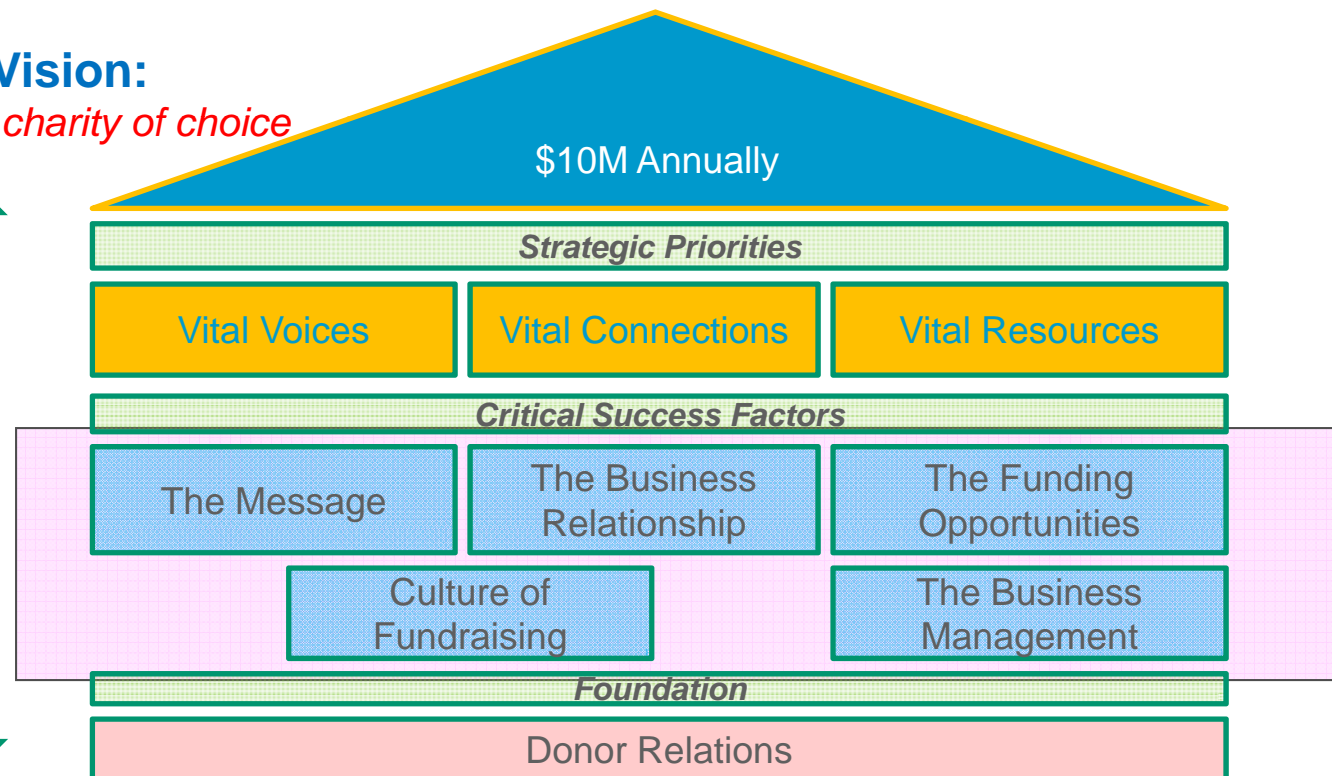 Vision:
charity of choice
$10M Annually
Strategic Priorities
Vital Voices
Vital Connections
Vital Resources
Critical Success Factors
The Message
The Business
Relationship
The Funding
Opportunities
Culture of
Fundraising
The Business
Management
Foundation
Donor Relations